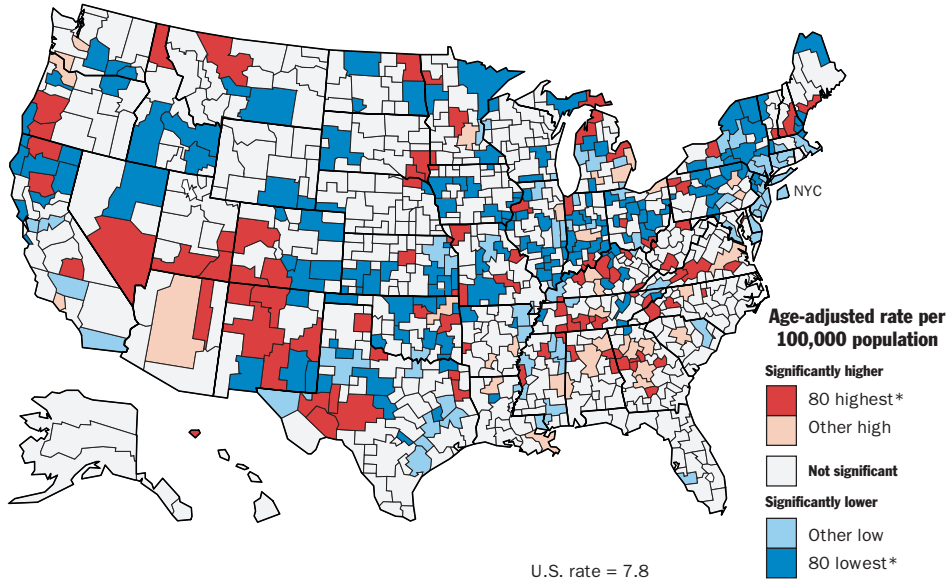 NYC
Age-adjusted rate per
100,000 population
Significantly higher
80 highest*
Other high
Not significant
Significantly lower
Other low
80 lowest*
U.S. rate = 7.8